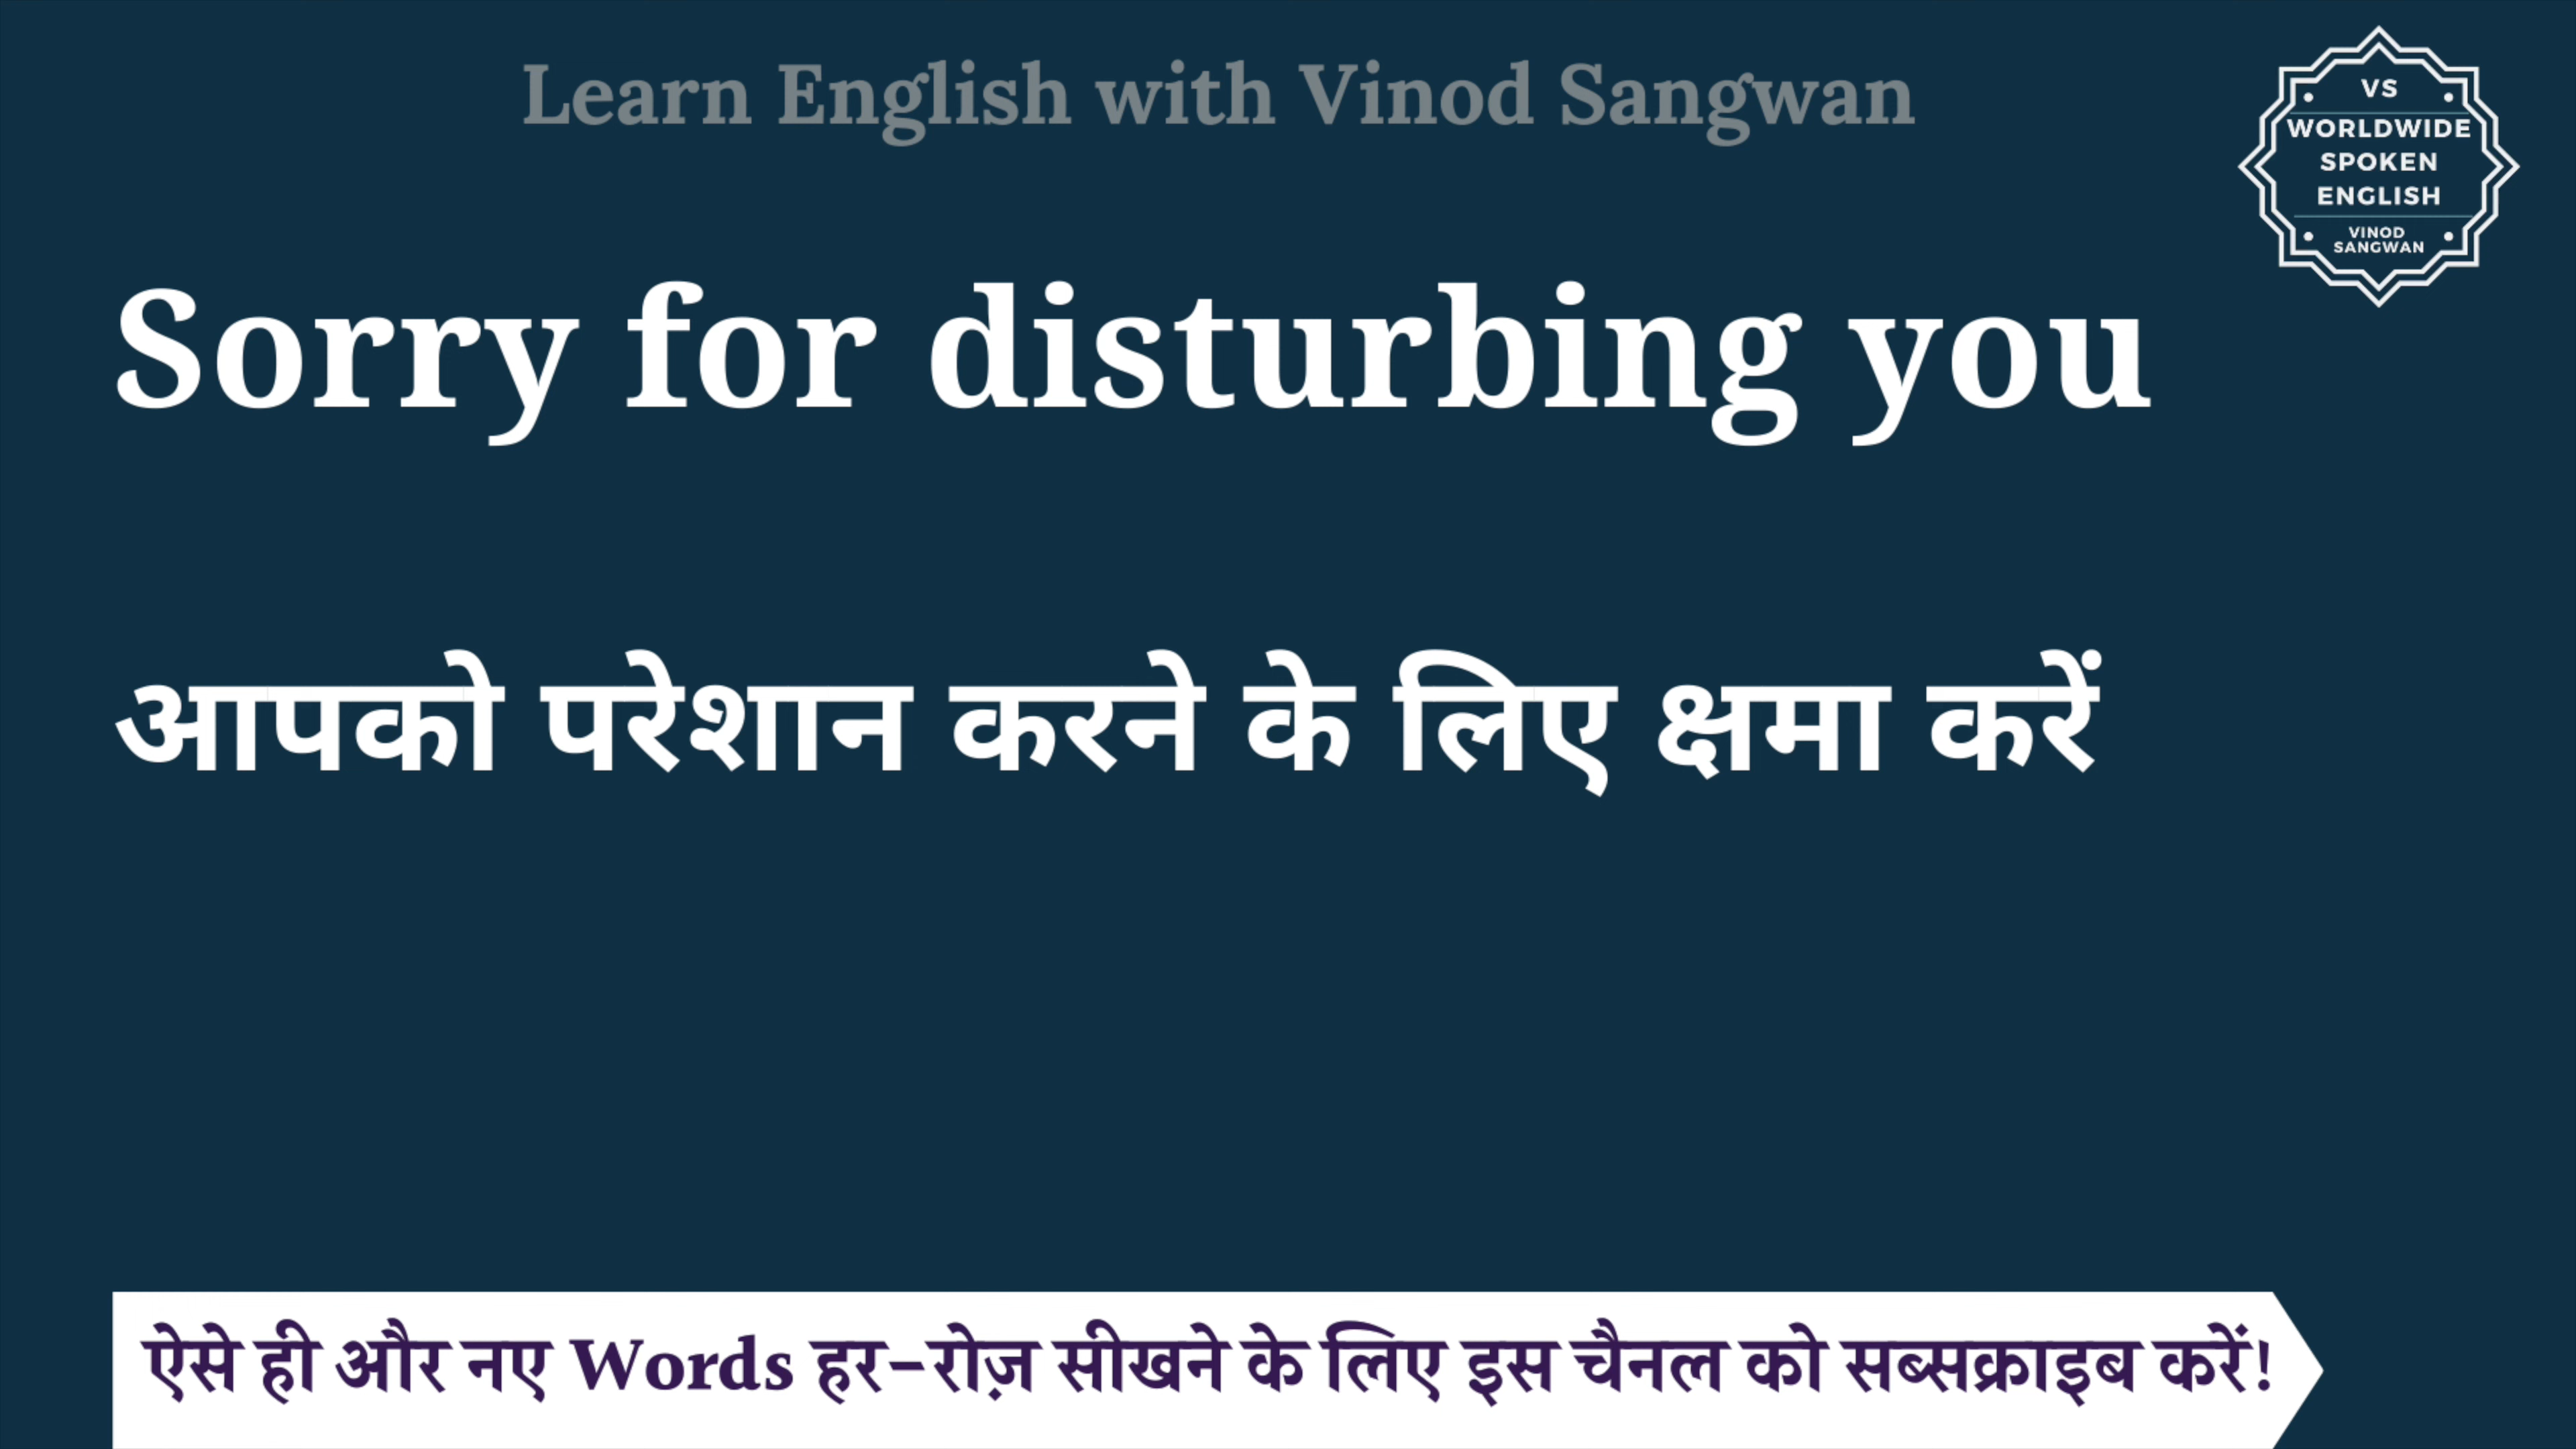 Learn English with Vinod Sangwan
VS
WORLDWIDE
SPOKEN
ENGLISH
VINOD
SANGWAN
Sorry for disturbing you
आपको परेशान करने के लिए क्षमा करें
ऐसे ही और नए Words हर-रोज़ सीखने के लिए इस चैनल को सब्सक्राइब करें!